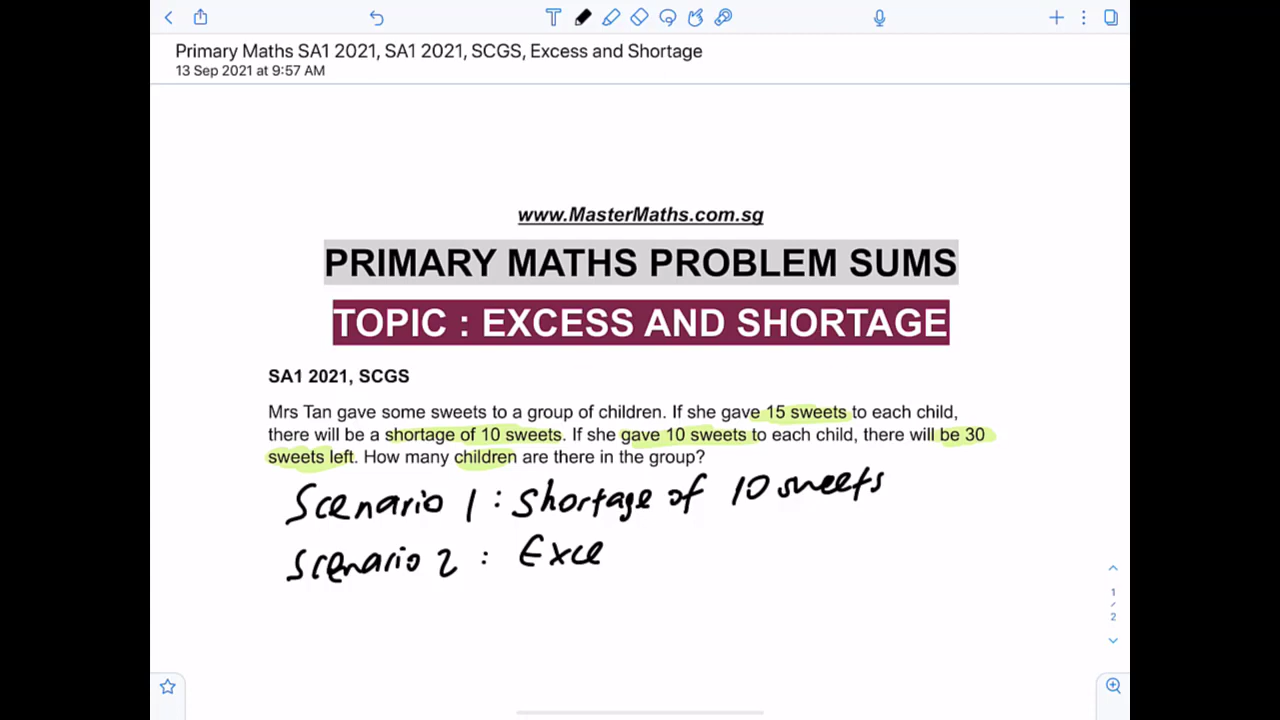 Primary Maths SA1 2021, SA1 2021, SCGS, Excess and Shortage
13 Sep 2021 at 9:57 AM
www.MasterMaths.com.sg
PRIMARY MATHS PROBLEM SUMS
TOPIC : EXCESS AND SHORTAGE
SA1 2021, SCGS
Mrs Tan gave some sweets to a group of children. If she gave 15 sweets to each child,
there will be a shortage of 10 sweets. If she gave 10 sweets to each child, there will be 30
sweets left. How many children are there in the group?
Scenario 1 : Shortage of 10 sweets
Scenario 2 : Exce
1
/
2